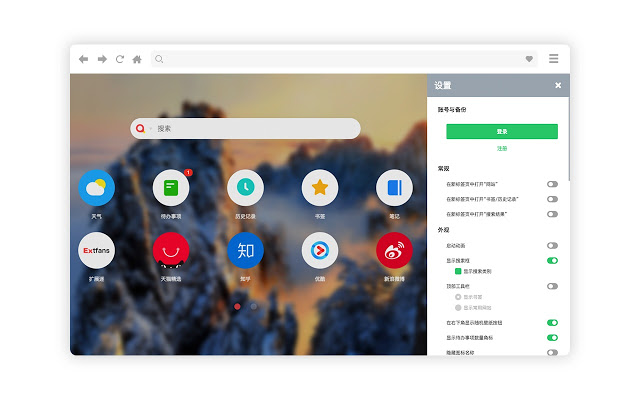 设置
账号与备份
登录
注册
常规
在新标签页中打开"网站"
在新标签页中打开"书签/历史记录"
在新标签页中打开"搜索结果"
外观
启动动画
显示搜索框
显示搜索类别
顶部工具栏
显示书签
显示常用网站
在右下角显示随机壁纸按钮
显示待办事项数量角标
隐藏图标名称
搜索
1
天气
待办事项
历史记录
书签
笔记
Extfans
知
扩展迷
天猫精选
知乎
优酷
新浪微博